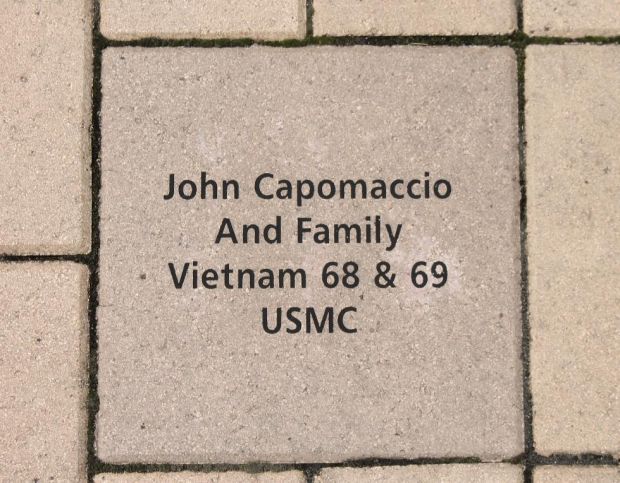 John Capomaccio
And Family
Vietnam 68 & 69
USMC